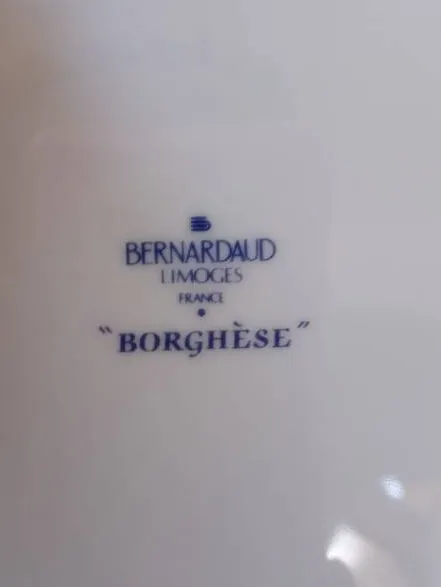 BERNARDAUD
LIMOGES
FRANCE
"BORGHÈSE"